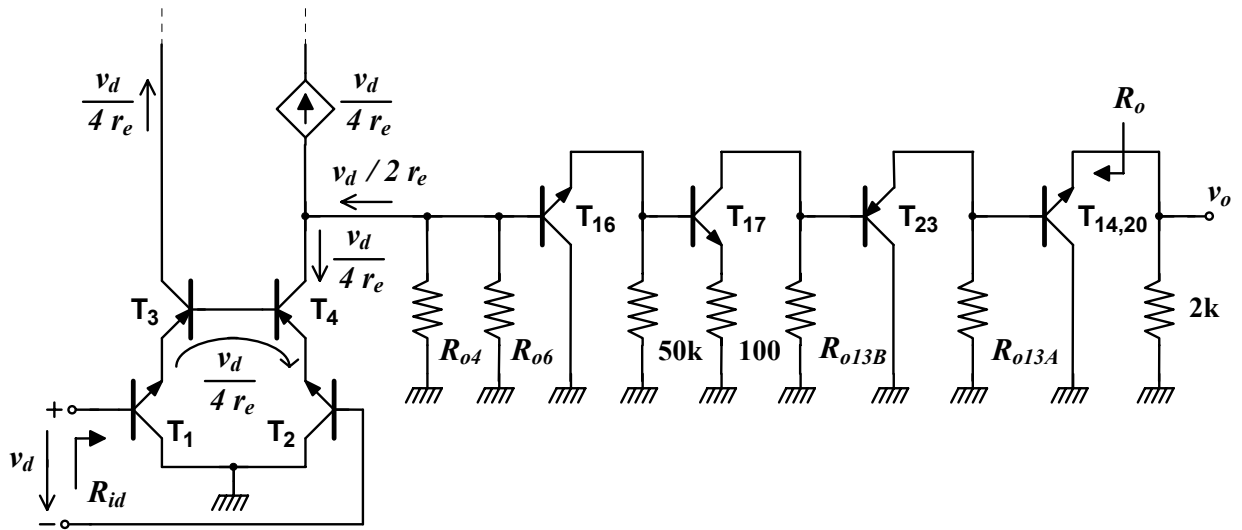 v_d
4 r_e
v_d
4 r_e
v_d / 2 r_e
v_d
4 r_e
T_3
T_4
v_d
4 r_e
+
T_1
T_2
v_d
R_id
−
R_o4
R_o6
T_16
50k
T_17
100
R_o13B
T_23
R_o13A
R_o
T_14,20
v_o
2k